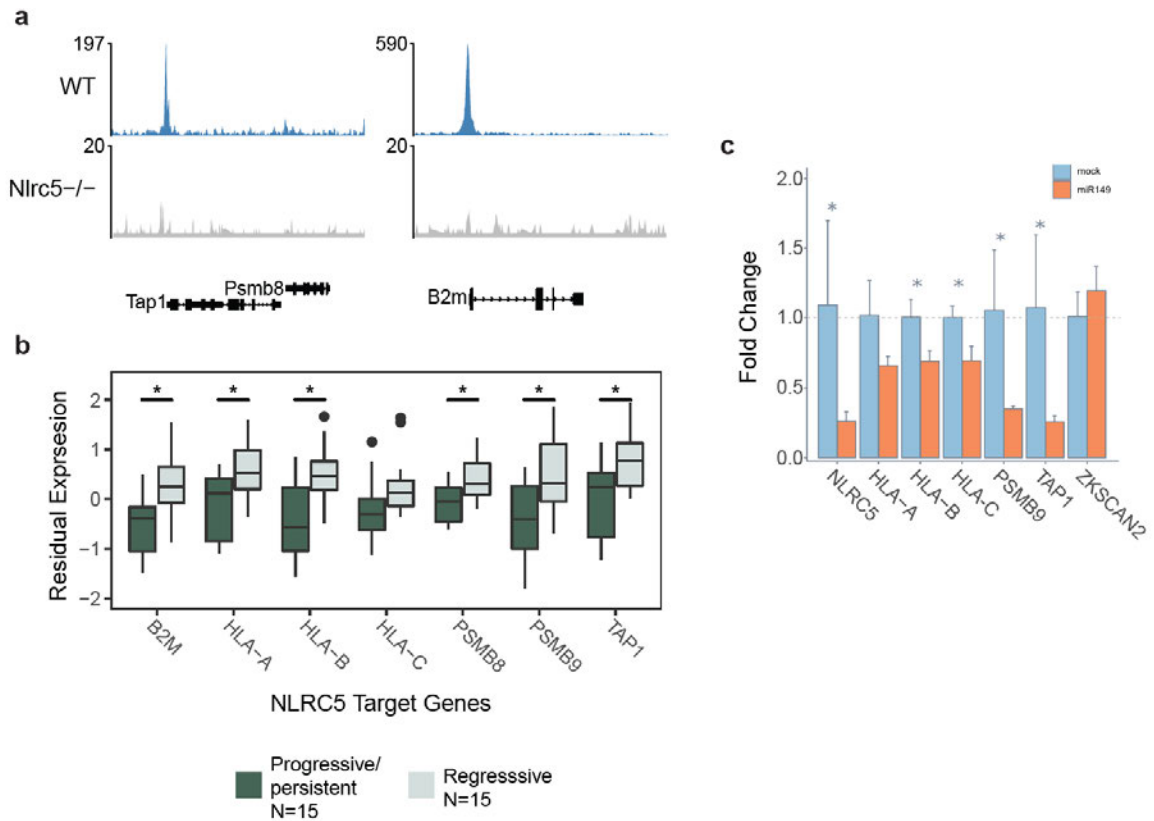 a
197
WT
20
Nlrc5−/−
Tap1
Psmb8
590
20
B2m
b
Residual Exprsesion
2
1
0
−1
−2
*
*
*
*
*
*
B2M
HLA−A
HLA−B
HLA−C
PSMB8
PSMB9
TAP1
NLRC5 Target Genes
Progressive/
persistent
N=15
Regresssive
N=15
c
mock
miR149
Fold Change
2.0
1.5
1.0
0.5
0.0
*
*
*
*
*
NLRC5
HLA−A
HLA−B
HLA−C
PSMB9
TAP1
ZKSCAN2